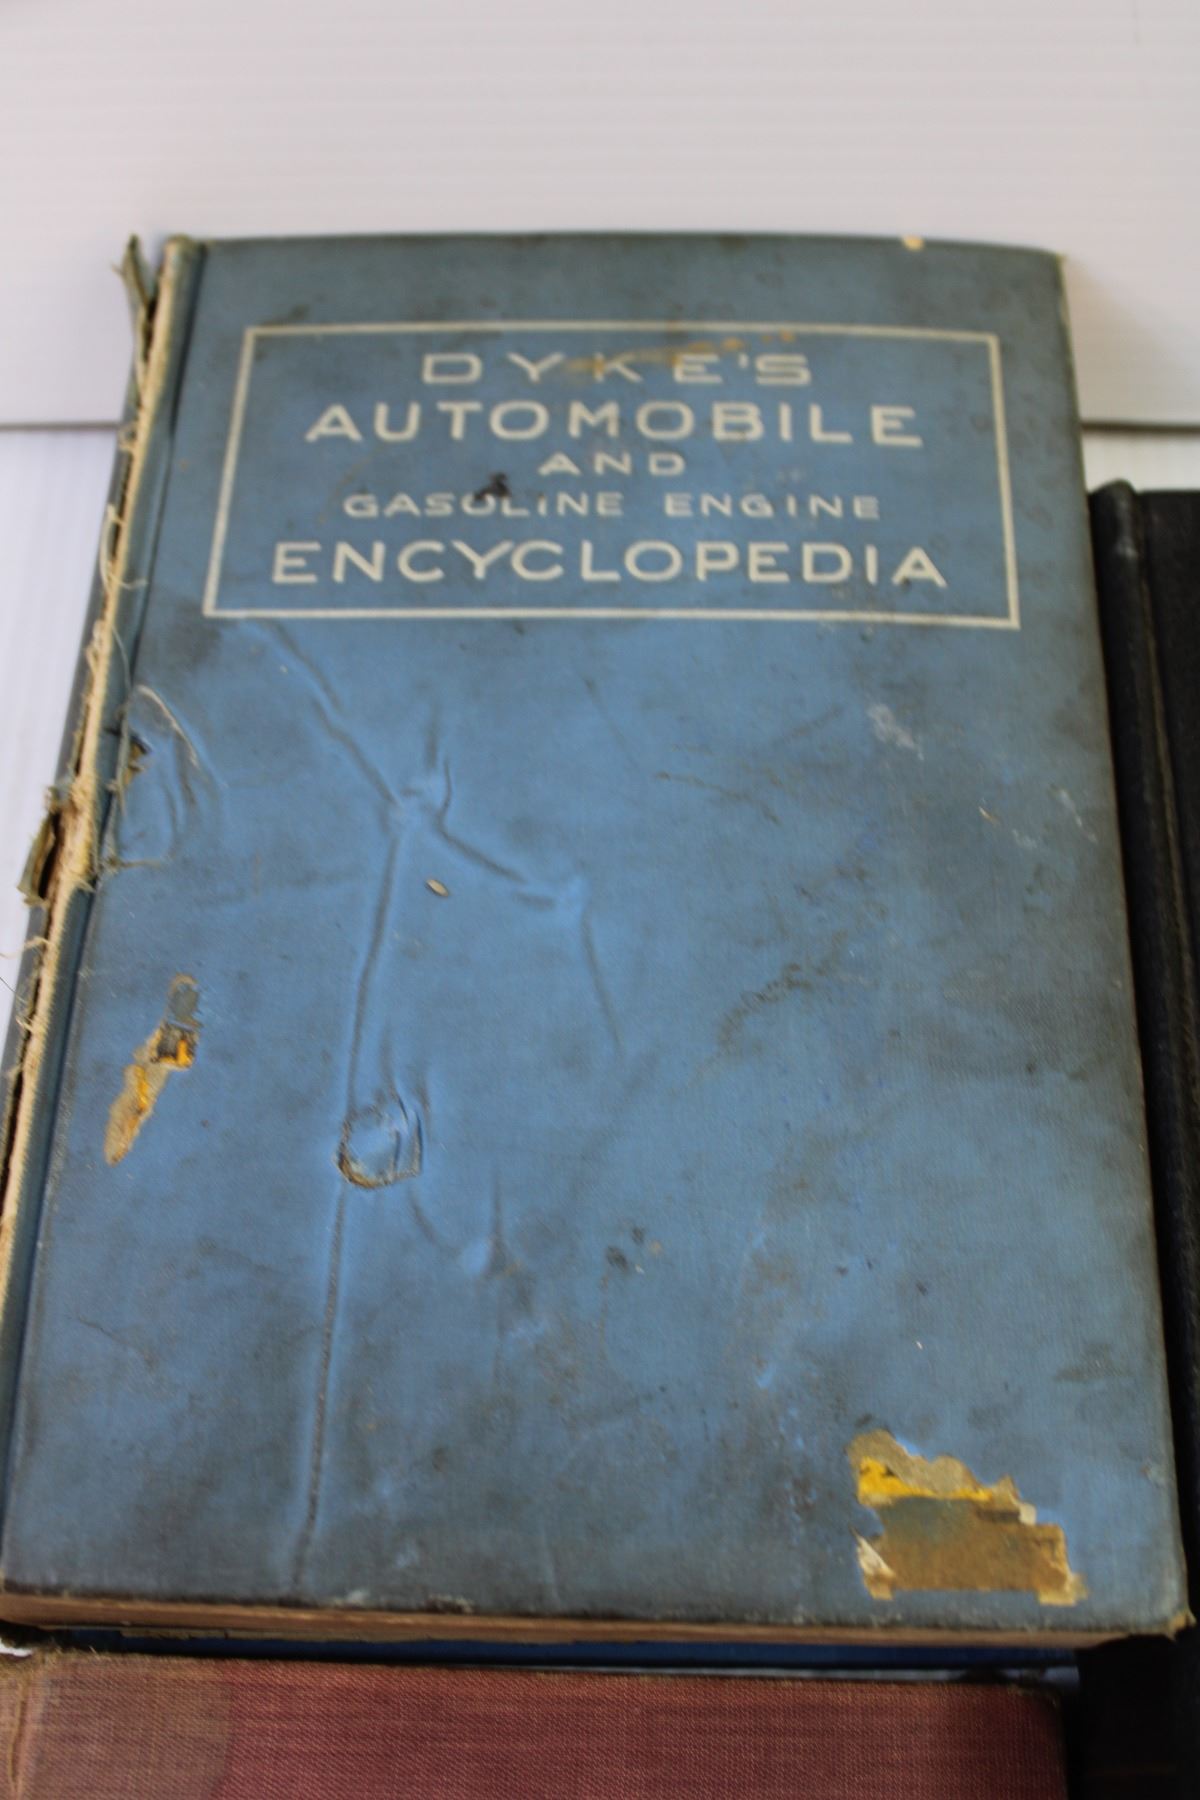 DYKE'S
AUTOMOBILE
AND
GASOLINE ENGINE
ENCYCLOPEDIA